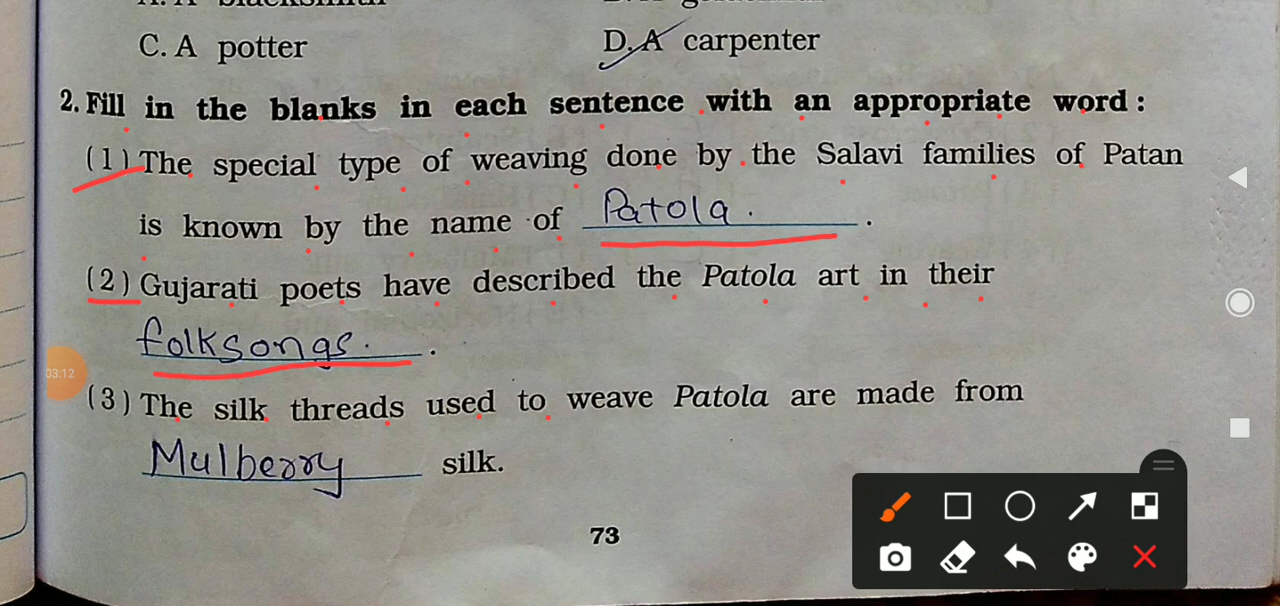 C. A potter
D. A carpenter
2. Fill in the blanks in each sentence with an appropriate word :
(1) The special type of weaving done by the Salavi families of Patan
is known by the name of Patola. .
(2) Gujarati poets have described the Patola art in their
folksongs. .
(3) The silk threads used to weave Patola are made from
Mulberry silk.
73
03:12